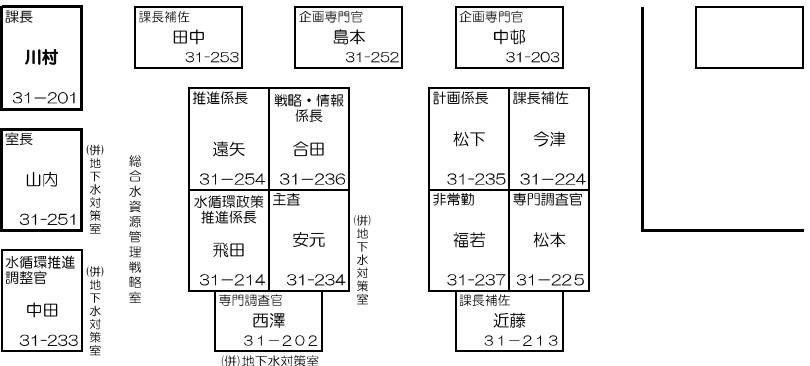 課長
川村
31-201
課長補佐
田中
31-253
企画専門官
島本
31-252
企画専門官
中邨
31-203
室長
山内
31-251
(併)地下水対策室
水循環推進
調整官
中田
31-233
(併)地下水対策室
総合水資源管理戦略室
推進係長
遠矢
31-254
戦略・情報
係長
合田
31-236
水循環政策
推進係長
飛田
31-214
主査
安元
31-234
(併)地下水対策室
専門調査官
西澤
31-202
(併)地下水対策室
計画係長
松下
31-235
課長補佐
今津
31-224
非常勤
福若
31-237
専門調査官
松本
31-225
課長補佐
近藤
31-213